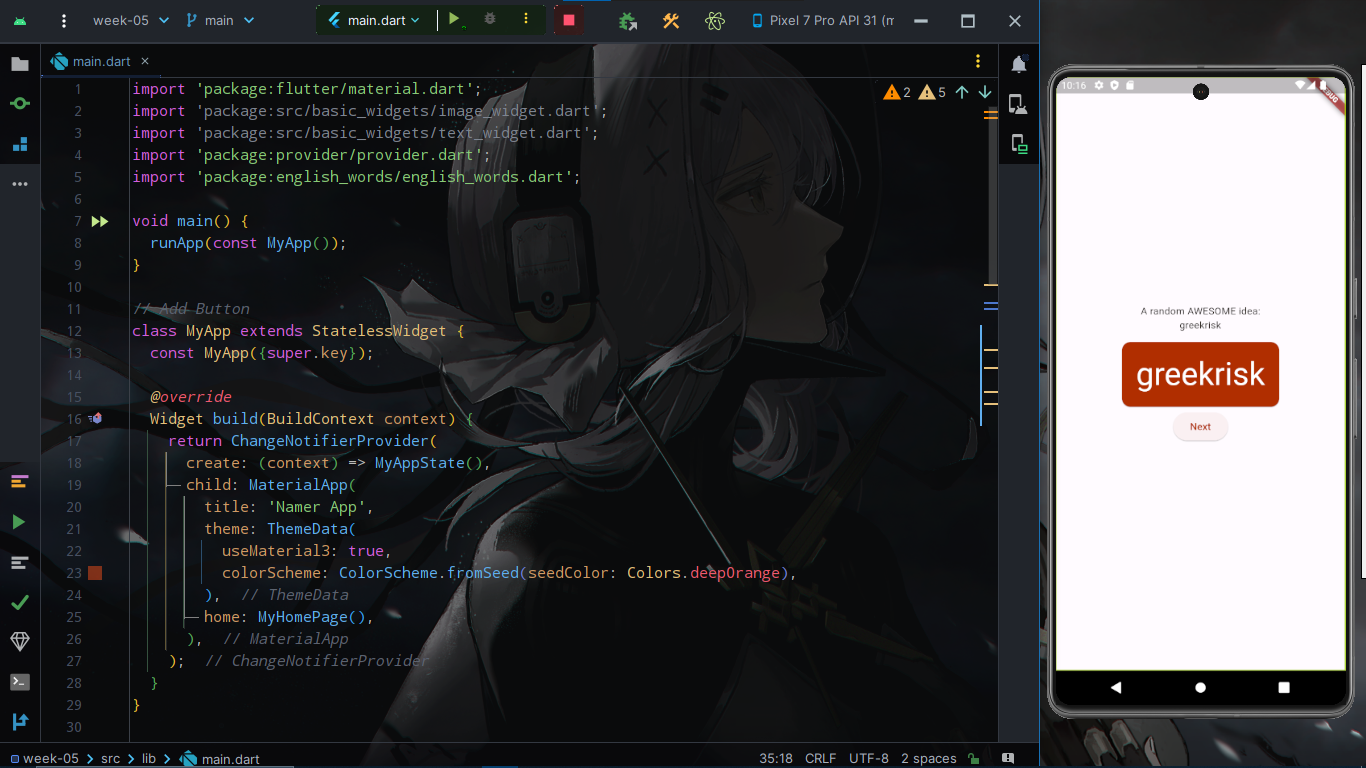 week-05
main
main.dart
Pixel 7 Pro API 31 (m
main.dart
2
5
1 import 'package:flutter/material.dart';
2 import 'package:src/basic_widgets/image_widget.dart';
3 import 'package:src/basic_widgets/text_widget.dart';
4 import 'package:provider/provider.dart';
5 import 'package:english_words/english_words.dart';
6
7 void main() {
8 runApp(const MyApp());
9 }
10
11 // Add Button
12 class MyApp extends StatelessWidget {
13 const MyApp({super.key});
14
15 @override
16 Widget build(BuildContext context) {
17 return ChangeNotifierProvider(
18 create: (context) => MyAppState(),
19 child: MaterialApp(
20 title: 'Namer App',
21 theme: ThemeData(
22 useMaterial3: true,
23 colorScheme: ColorScheme.fromSeed(seedColor: Colors.deepOrange),
24 ), // ThemeData
25 home: MyHomePage(),
26 ), // MaterialApp
27 ); // ChangeNotifierProvider
28 }
29 }
30
week-05
src
lib
main.dart
35:18
CRLF
UTF-8
2 spaces
10:16
A random AWESOME idea:
greekrisk
greekrisk
Next